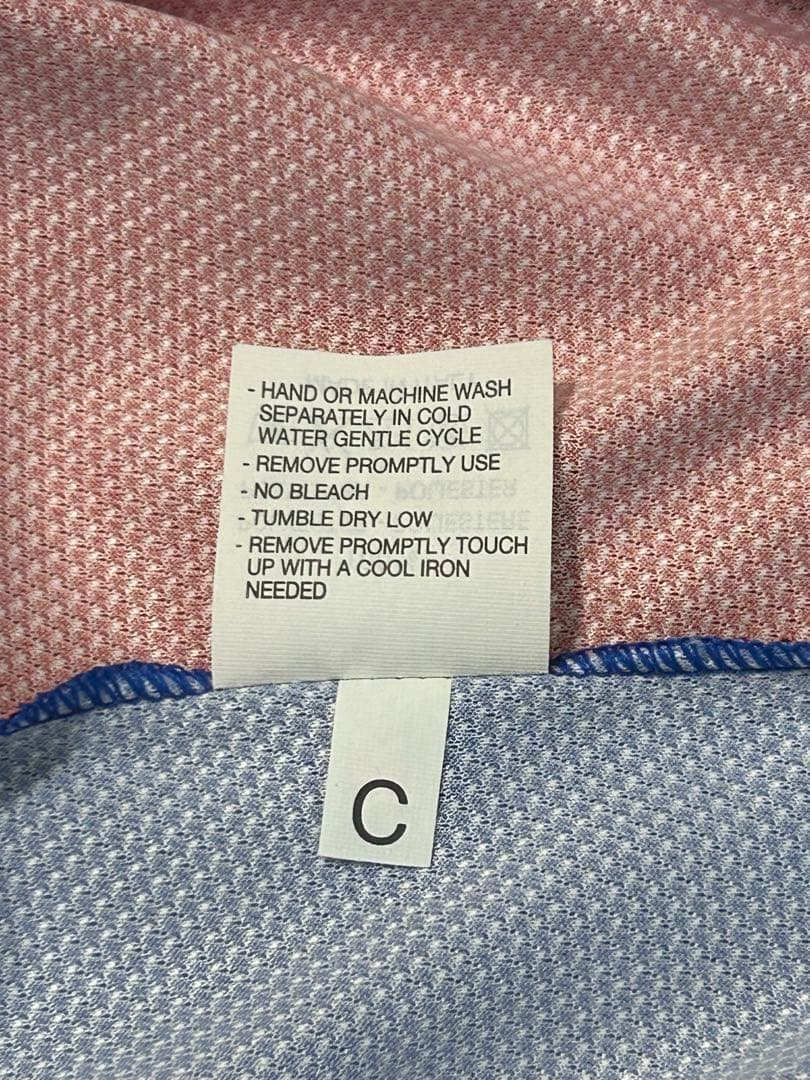 - HAND OR MACHINE WASH
SEPARATELY IN COLD
WATER GENTLE CYCLE
- REMOVE PROMPTLY USE
- NO BLEACH
- TUMBLE DRY LOW
- REMOVE PROMPTLY TOUCH
UP WITH A COOL IRON
NEEDED
C